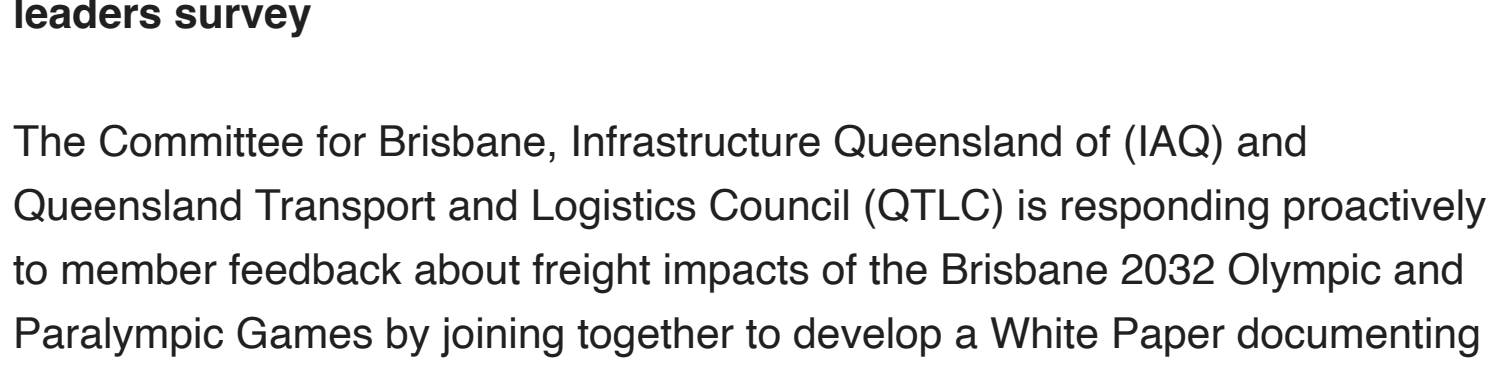 leaders survey
The Committee for Brisbane, Infrastructure Queensland of (IAQ) and
Queensland Transport and Logistics Council (QTLC) is responding proactively
to member feedback about freight impacts of the Brisbane 2032 Olympic and
Paralympic Games by joining together to develop a White Paper documenting